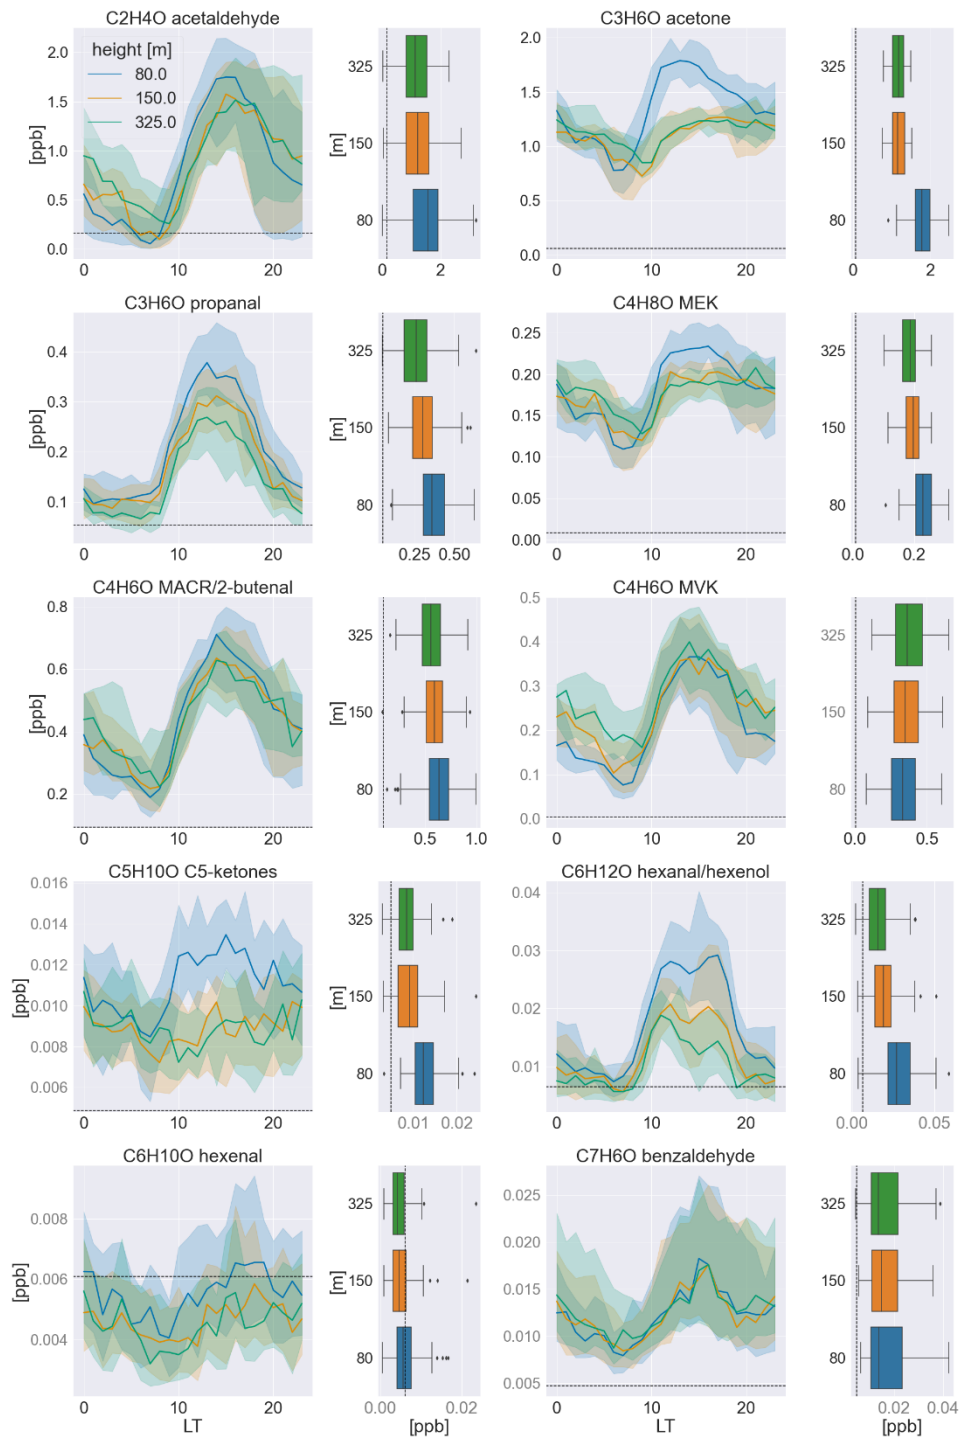 C2H4O acetaldehyde
C3H6O acetone
height [m]
80.0
150.0
325.0
[ppb]
2.0
1.5
1.0
0.5
0.0
0 10 20
[m]
325
150
80
0 2
2.0
1.5
1.0
0.5
0.0
0 10 20
325
150
80
0 2
C3H6O propanal
C4H8O MEK
[ppb]
0.4
0.3
0.2
0.1
0 10 20
[m]
325
150
80
0.25 0.50
0.25
0.20
0.15
0.10
0.05
0.00
0 10 20
325
150
80
0.0 0.2
C4H6O MACR/2-butenal
C4H6O MVK
[ppb]
0.8
0.6
0.4
0.2
0 10 20
[m]
325
150
80
0.5 1.0
0.5
0.4
0.3
0.2
0.1
0.0
0 10 20
325
150
80
0.0 0.5
C5H10O C5-ketones
C6H12O hexanal/hexenol
[ppb]
0.016
0.014
0.012
0.010
0.008
0.006
0 10 20
[m]
325
150
80
0.01 0.02
0.04
0.03
0.02
0.01
0 10 20
325
150
80
0.00 0.05
C6H10O hexenal
C7H6O benzaldehyde
[ppb]
0.008
0.006
0.004
0 10 20
LT
[m]
325
150
80
0.00 0.02
[ppb]
0.025
0.020
0.015
0.010
0.005
0 10 20
LT
325
150
80
0.02 0.04
[ppb]